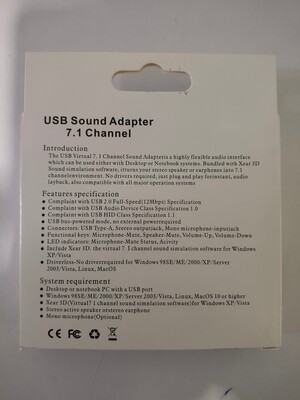 USB Sound Adapter
7.1 Channel
Introduction
The USB Virtual 7.1 Channel Sound Adapteris a highly flexible audio interface
which can be used either with Desktop or Notebook systems. Bundled with Xear 3D
Sound simulation software, itturns your stereo speaker or earphones into 7.1
channelenvironment. No drivers required, just plug and play forinstant, audio
layback, also compatible with all major operation systems.
Features specification
Complaint with USB 2.0 Full-Speed(12Mbps) Specification
Complaint with USB Audio Device Class Specification 1.0
Complaint with USB HID Class Specification 1.1
USB bus-powered mode, no external powerrequired
Connectors: USB Type-A, Stereo outputjack, Mono microphone-inputjack
Functional keys: Microphone-Mute, Speaker-Mute, Volume-Up, Volume-Down
LED indicators: Microphone-Mute Status, Acivity
Include Xear 3D. the virtual 7.1 channel sound simulation software for Windows
XP/Vista
Driverless-No driverrequired for Windows 98SE/ME/2000/XP/Server
2003/Vista, Linux, MacOS
System requirement
Desktop or notebook PC with a USB port
Windows 98SE/ME/2000/XP/Server 2003/Vista, Linux, MacOS 10 or higher
Xear 3D(Virtual 7.1 channel sound simlation software)for Windows XP/Vista
Stereo active speaker orstereo earphone
Mono microphone(Optional)
CE FC